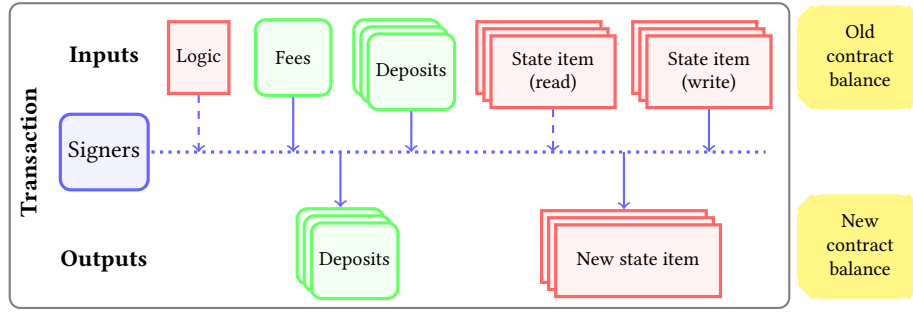 Transaction
Inputs
Logic
Fees
Deposits
State item
(read)
State item
(write)
Old
contract
balance
Signers
Outputs
Deposits
New state item
New
contract
balance